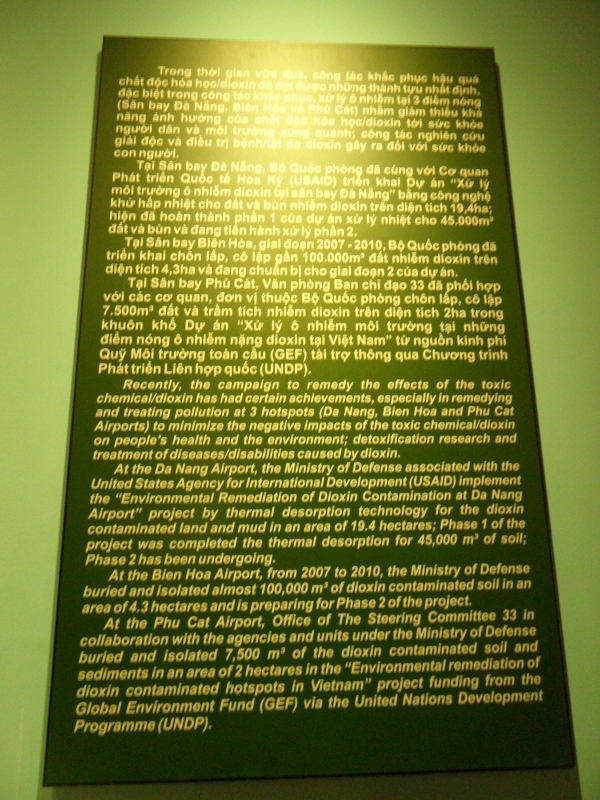 Trong thời gian vừa qua, công tác khắc phục hậu quả
chất độc hóa học/dioxin đã đạt được những thành tựu nhất định,
đặc biệt trong công tác khắc phục, xử lý ô nhiễm tại 3 điểm nóng
(Sân bay Đà Nẵng, Biên Hòa và Phù Cát) nhằm giảm thiểu khả
năng ảnh hưởng của chất độc hóa học/dioxin tới sức khỏe
người dân và môi trường xung quanh; công tác nghiên cứu
giải độc và điều trị bệnh/tật do dioxin gây ra đối với sức khỏe
con người.
Tại Sân bay Đà Nẵng, Bộ Quốc phòng đã cùng với Cơ quan
Phát triển Quốc tế Hoa Kỳ (USAID) triển khai Dự án “Xử lý
môi trường ô nhiễm dioxin tại sân bay Đà Nẵng” bằng công nghệ
khử hấp nhiệt cho đất và bùn nhiễm dioxin trên diện tích 19,4ha;
hiện đã hoàn thành phần 1 của dự án xử lý nhiệt cho 45.000m³
đất và bùn và đang tiến hành xử lý phần 2.
Tại Sân bay Biên Hòa, giai đoạn 2007 - 2010, Bộ Quốc phòng đã
triển khai chôn lấp, cô lập gần 100.000m³ đất nhiễm dioxin trên
diện tích 4,3ha và đang chuẩn bị cho giai đoạn 2 của dự án.
Tại Sân bay Phù Cát, Văn phòng Ban chỉ đạo 33 đã phối hợp
với các cơ quan, đơn vị thuộc Bộ Quốc phòng chôn lấp, cô lập
7.500m³ đất và trầm tích nhiễm dioxin trên diện tích 2ha trong
khuôn khổ Dự án “Xử lý ô nhiễm môi trường tại những
điểm nóng ô nhiễm nặng dioxin tại Việt Nam” từ nguồn kinh phí
Quỹ Môi trường toàn cầu (GEF) tài trợ thông qua Chương trình
Phát triển Liên hợp quốc (UNDP).
Recently, the campaign to remedy the effects of the toxic
chemical/dioxin has had certain achievements, especially in remedying
and treating pollution at 3 hotspots (Da Nang, Bien Hoa and Phu Cat
Airports) to minimize the negative impacts of the toxic chemical/dioxin
on people's health and the environment; detoxification research and
treatment of diseases/disabilities caused by dioxin.
At the Da Nang Airport, the Ministry of Defense associated with the
United States Agency for International Development (USAID) implement
the “Environmental Remediation of Dioxin Contamination at Da Nang
Airport” project by thermal desorption technology for the dioxin
contaminated land and mud in an area of 19.4 hectares; Phase 1 of the
project was completed the thermal desorption for 45,000 m³ of soil;
Phase 2 has been undergoing.
At the Bien Hoa Airport, from 2007 to 2010, the Ministry of Defense
buried and isolated almost 100,000 m³ of dioxin contaminated soil in an
area of 4.3 hectares and is preparing for Phase 2 of the project.
At the Phu Cat Airport, Office of The Steering Committee 33 in
collaboration with the agencies and units under the Ministry of Defense
buried and isolated 7,500 m³ of the dioxin contaminated soil and
sediments in an area of 2 hectares in the “Environmental remediation of
dioxin contaminated hotspots in Vietnam” project funding from the
Global Environment Fund (GEF) via the United Nations Development
Programme (UNDP).